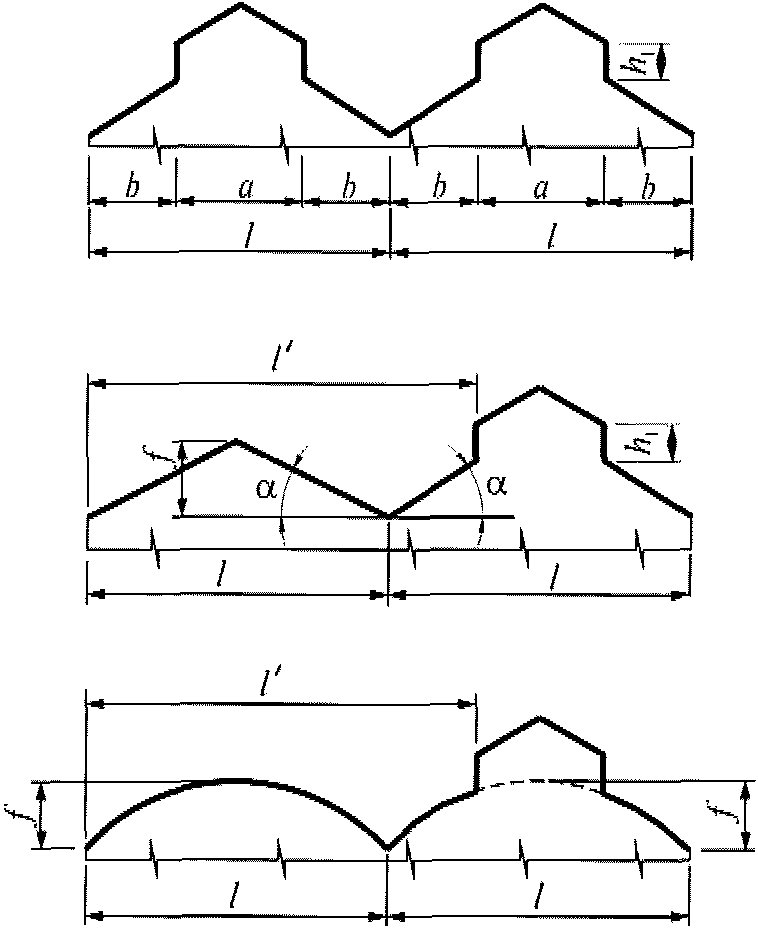 h₁
b a b b a b
l l
l'
f α α h₁
l l
l'
f f
l l